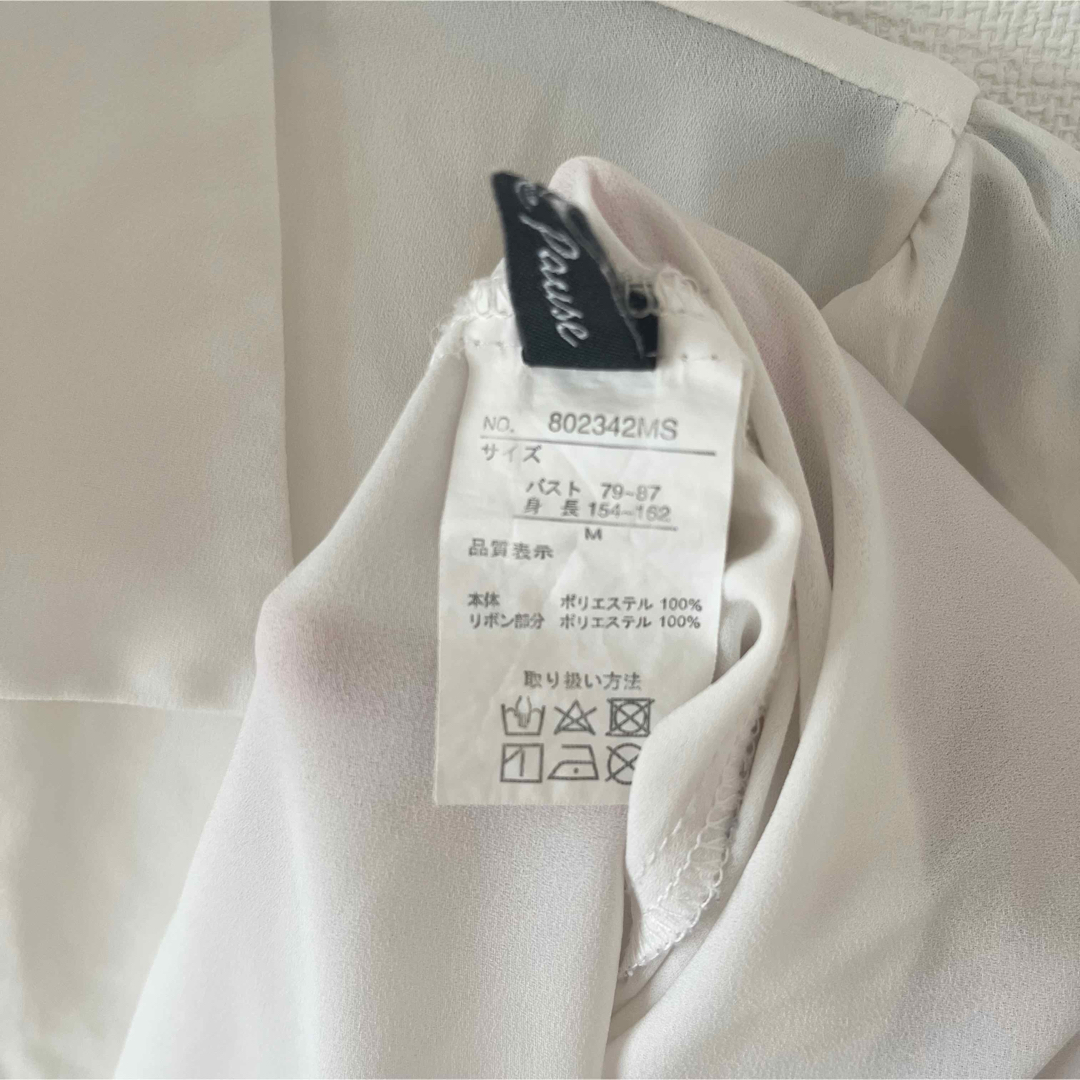 Pause
NO. 802342MS
サイズ
バスト 79~87
身 長 154~162
M
品質表示
本体 ポリエステル 100%
リボン部分 ポリエステル 100%
取り扱い方法